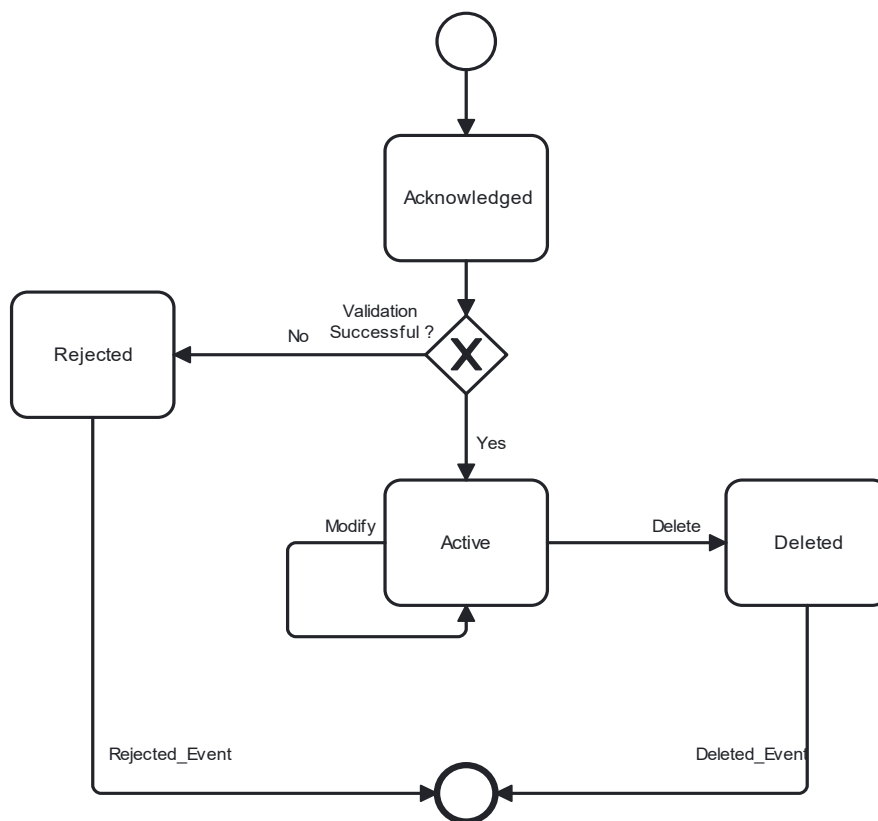 Acknowledged
Validation
Successful ?
No
Rejected
Yes
Modify
Active
Delete
Deleted
Rejected_Event
Deleted_Event